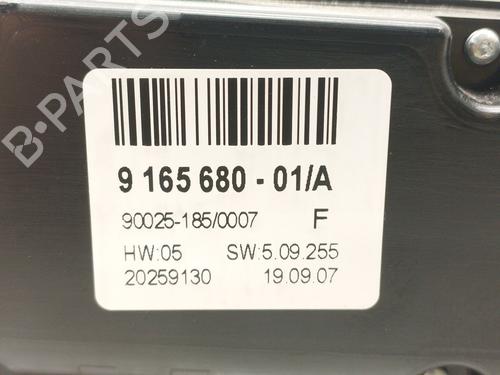 B-PARTS
9 165 680 - 01/A
90025-185/0007 F
HW:05 SW:5.09.255
20259130 19.09.07